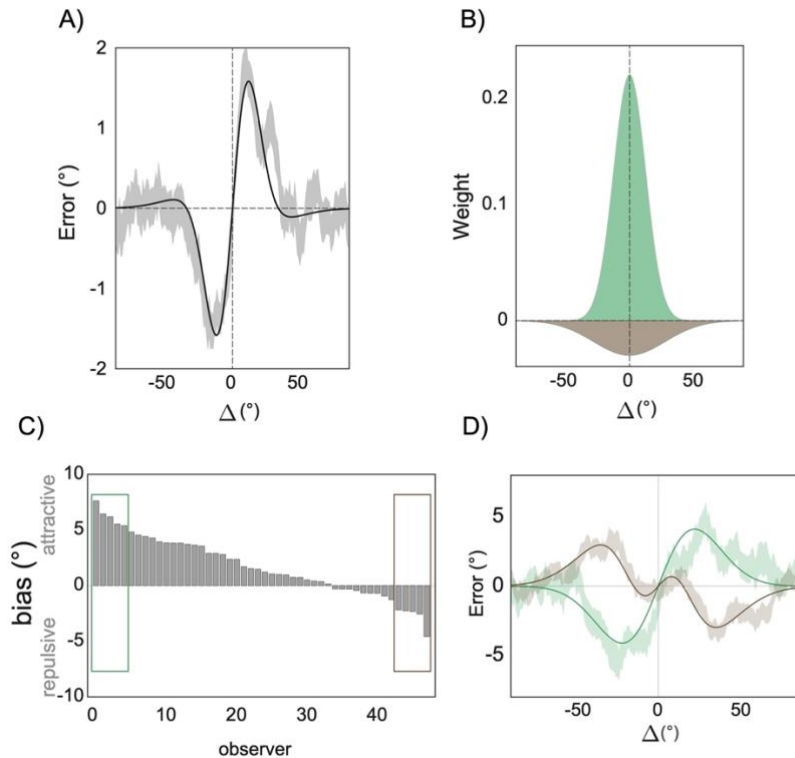 A)
2
1
0
-1
-2
Error (°)
-50 0 50
Δ (°)
B)
0.2
0.1
0
Weight
-50 0 50
Δ (°)
C)
10
5
0
-5
-10
bias (°)
attractive
repulsive
0 10 20 30 40
observer
D)
5
0
-5
Error (°)
-50 0 50
Δ (°)